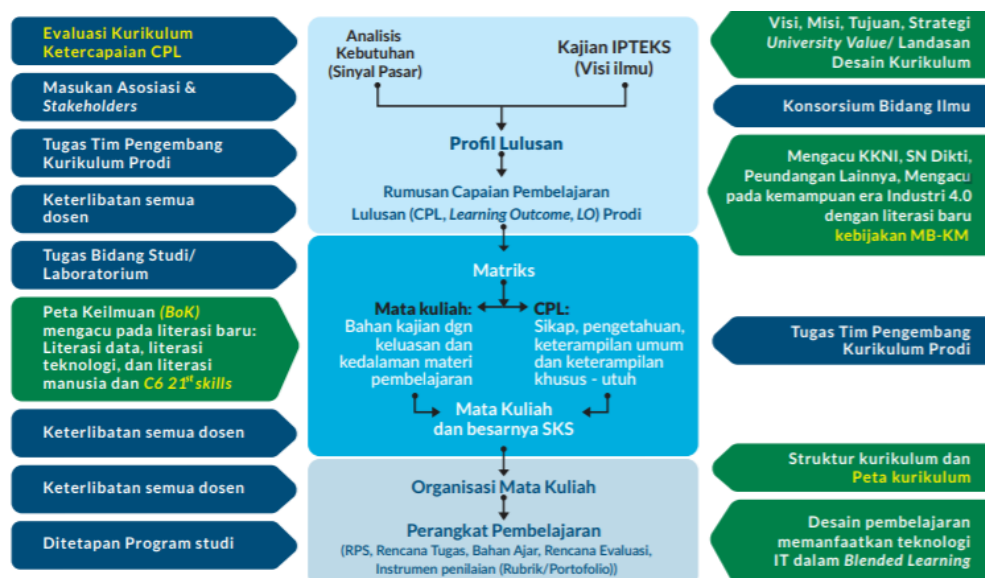 Evaluasi Kurikulum
Ketercapaian CPL
Masukan Asosiasi &
Stakeholders
Tugas Tim Pengembang
Kurikulum Prodi
Keterlibatan semua
dosen
Tugas Bidang Studi/
Laboratorium
Peta Keilmuan (BoK)
mengacu pada literasi baru:
Literasi data, literasi
teknologi, dan literasi
manusia dan C6 21st skills
Keterlibatan semua dosen
Keterlibatan semua dosen
Ditetapan Program studi
Analisis
Kebutuhan
(Sinyal Pasar)
Kajian IPTEKS
(Visi ilmu)
Profil Lulusan
Rumusan Capaian Pembelajaran
Lulusan (CPL, Learning Outcome, LO) Prodi
Matriks
Mata kuliah:
Bahan kajian dgn
keluasan dan
kedalaman materi
pembelajaran
CPL:
Sikap, pengetahuan,
keterampilan umum
dan keterampilan
khusus - utuh
Mata Kuliah
dan besarnya SKS
Organisasi Mata Kuliah
Perangkat Pembelajaran
(RPS, Rencana Tugas, Bahan Ajar, Rencana Evaluasi,
Instrumen penilaian (Rubrik/Portofolio))
Visi, Misi, Tujuan, Strategi
University Value/ Landasan
Desain Kurikulum
Konsorsium Bidang Ilmu
Mengacu KKNI, SN Dikti,
Peundangan Lainnya, Mengacu
pada kemampuan era Industri 4.0
dengan literasi baru
kebijakan MB-KM
Tugas Tim Pengembang
Kurikulum Prodi
Struktur kurikulum dan
Peta kurikulum
Desain pembelajaran
memanfaatkan teknologi
IT dalam Blended Learning